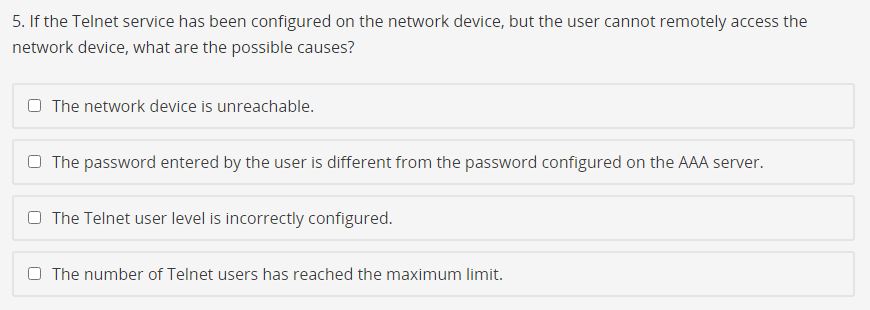 5. If the Telnet service has been configured on the network device, but the user cannot remotely access the
network device, what are the possible causes?
The network device is unreachable.
The password entered by the user is different from the password configured on the AAA server.
The Telnet user level is incorrectly configured.
The number of Telnet users has reached the maximum limit.